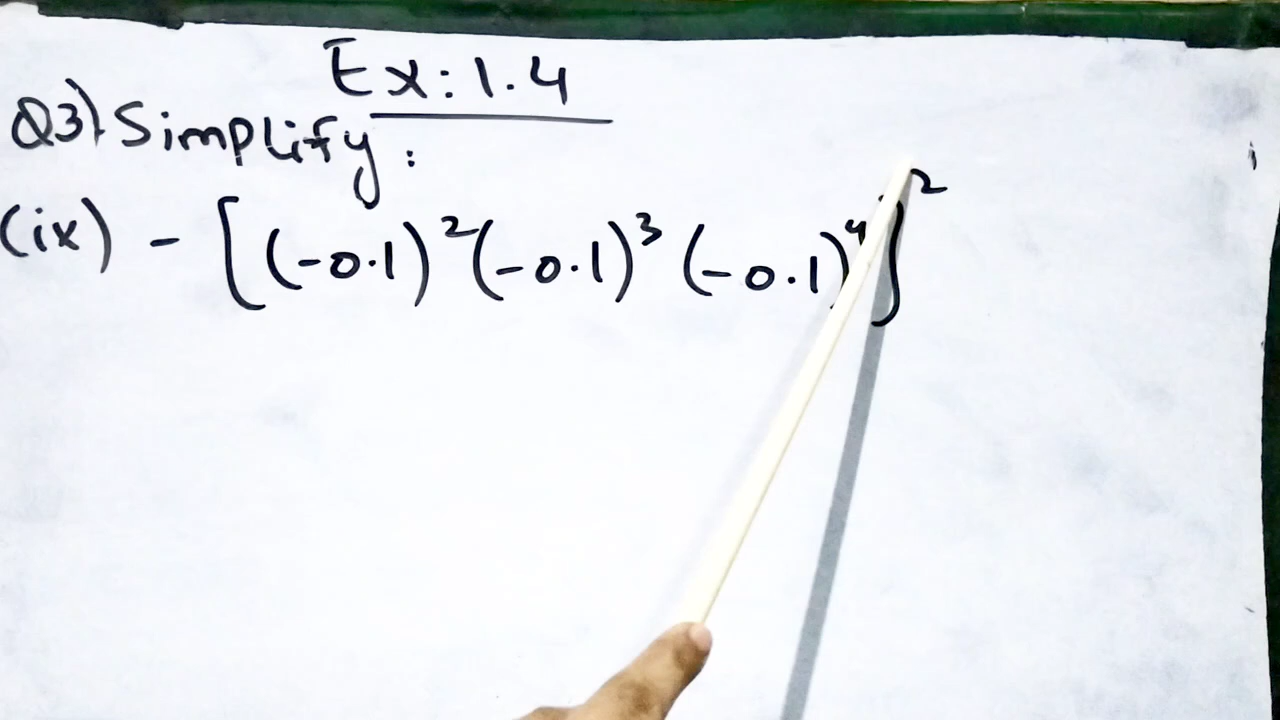 Ex: 1.4
Q3) Simplify:
(ix) - [(-0.1)² (-0.1)³ (-0.1)⁴]²